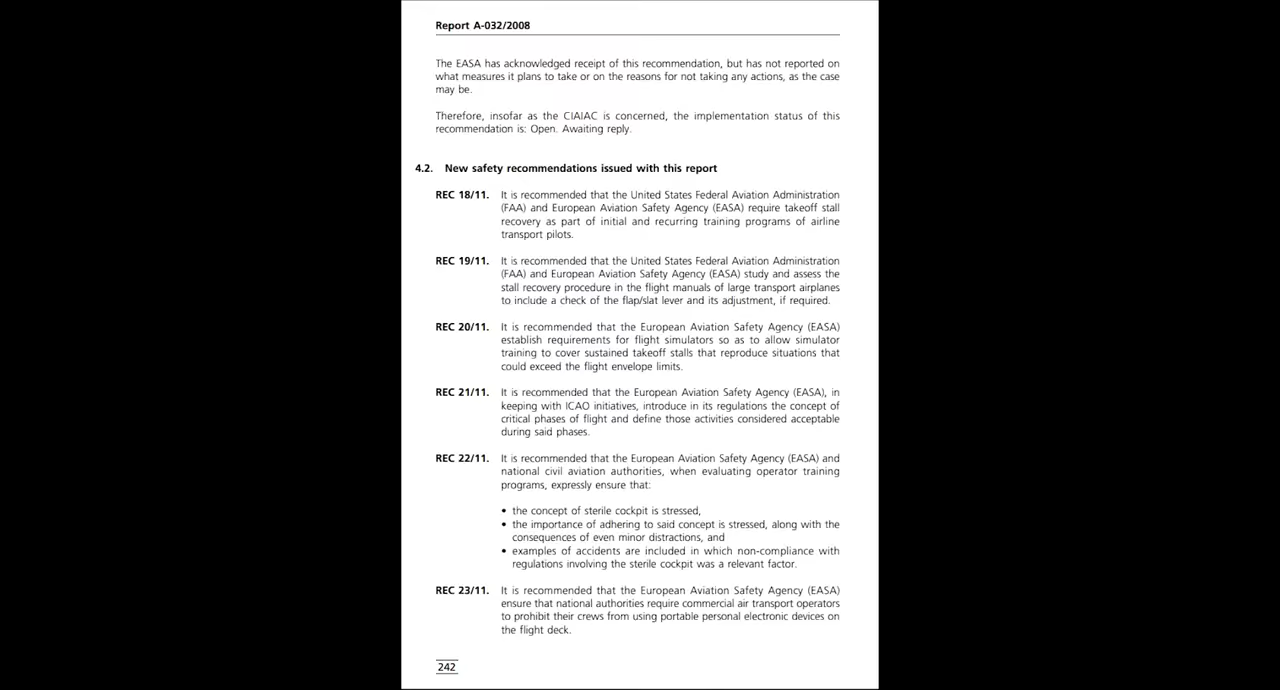 Report A-032/2008
The EASA has acknowledged receipt of this recommendation, but has not reported on
what measures it plans to take or on the reasons for not taking any actions, as the case
may be.
Therefore, insofar as the CIAIAC is concerned, the implementation status of this
recommendation is: Open. Awaiting reply.
4.2. New safety recommendations issued with this report
REC 18/11. It is recommended that the United States Federal Aviation Administration
(FAA) and European Aviation Safety Agency (EASA) require takeoff stall
recovery as part of initial and recurring training programs of airline
transport pilots.
REC 19/11. It is recommended that the United States Federal Aviation Administration
(FAA) and European Aviation Safety Agency (EASA) study and assess the
stall recovery procedure in the flight manuals of large transport airplanes
to include a check of the flap/slat lever and its adjustment, if required.
REC 20/11. It is recommended that the European Aviation Safety Agency (EASA)
establish requirements for flight simulators so as to allow simulator
training to cover sustained takeoff stalls that reproduce situations that
could exceed the flight envelope limits.
REC 21/11. It is recommended that the European Aviation Safety Agency (EASA), in
keeping with ICAO initiatives, introduce in its regulations the concept of
critical phases of flight and define those activities considered acceptable
during said phases.
REC 22/11. It is recommended that the European Aviation Safety Agency (EASA) and
national civil aviation authorities, when evaluating operator training
programs, expressly ensure that:
• the concept of sterile cockpit is stressed,
• the importance of adhering to said concept is stressed, along with the
consequences of even minor distractions, and
• examples of accidents are included in which non-compliance with
regulations involving the sterile cockpit was a relevant factor.
REC 23/11. It is recommended that the European Aviation Safety Agency (EASA)
ensure that national authorities require commercial air transport operators
to prohibit their crews from using portable personal electronic devices on
the flight deck.
242